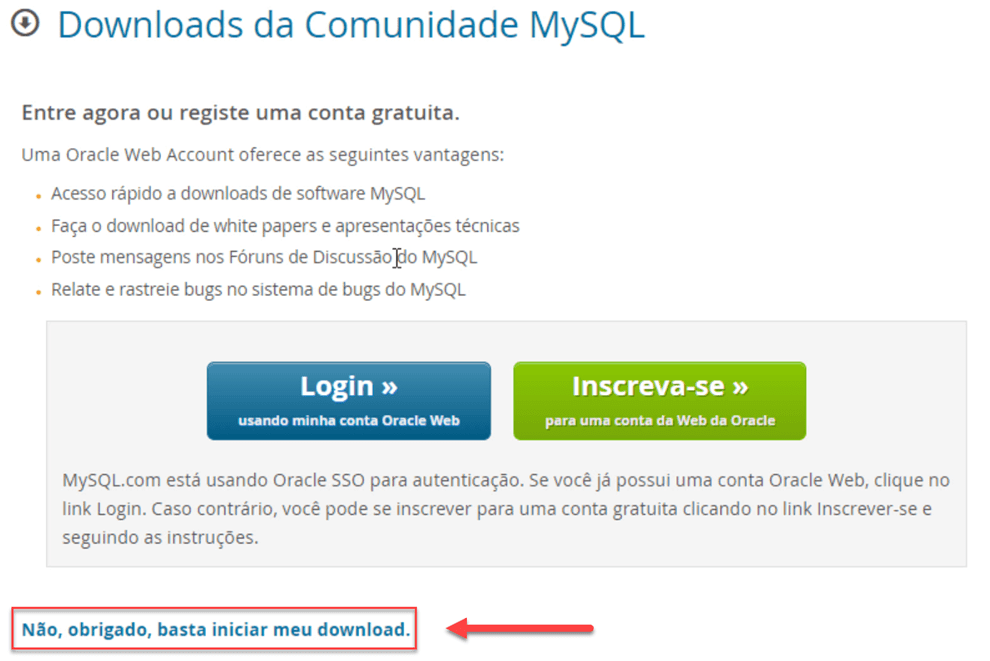 Downloads da Comunidade MySQL
Entre agora ou registe uma conta gratuita.
Uma Oracle Web Account oferece as seguintes vantagens:
Acesso rápido a downloads de software MySQL
Faça o download de white papers e apresentações técnicas
Poste mensagens nos Fóruns de Discussão do MySQL
Relate e rastreie bugs no sistema de bugs do MySQL
Login »
usando minha conta Oracle Web
Inscreva-se »
para uma conta da Web da Oracle
MySQL.com está usando Oracle SSO para autenticação. Se você já possui uma conta Oracle Web, clique no
link Login. Caso contrário, você pode se inscrever para uma conta gratuita clicando no link Inscrever-se e
seguindo as instruções.
Não, obrigado, basta iniciar meu download.